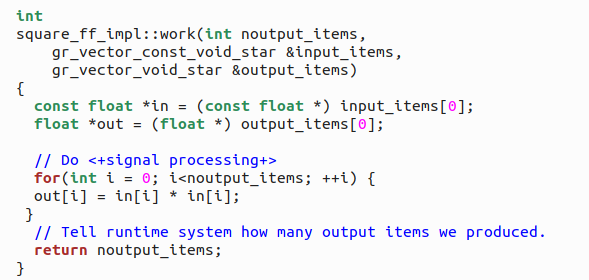 int
square_ff_impl::work(int noutput_items,
    gr_vector_const_void_star &input_items,
    gr_vector_void_star &output_items)
{
  const float *in = (const float *) input_items[0];
  float *out = (float *) output_items[0];

  // Do <+signal processing+>
  for(int i = 0; i<noutput_items; ++i) {
  out[i] = in[i] * in[i];
 }
  // Tell runtime system how many output items we produced.
  return noutput_items;
}